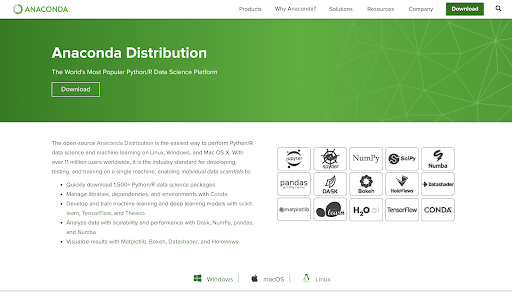 ANACONDA
Products Why Anaconda? Solutions Resources Company Download
Anaconda Distribution
The World's Most Popular Python/R Data Science Platform
Download
The open-source Anaconda Distribution is the easiest way to perform Python/R
data science and machine learning on Linux, Windows, and Mac OS X. With
over 11 million users worldwide, it is the industry standard for developing,
testing, and training on a single machine, enabling individual data scientists to:
• Quickly download 1,500+ Python/R data science packages
• Manage libraries, dependencies, and environments with Conda
• Develop and train machine learning and deep learning models with scikit-
learn, TensorFlow, and Theano
• Analyze data with scalability and performance with Dask, NumPy, pandas,
and Numba
• Visualize results with Matplotlib, Bokeh, Datashader, and Holoviews
jupyter spyder NumPy SciPy Numba
pandas DASK Bokeh HoloViews Datashader
matplotlib learn H2O.ai TensorFlow CONDA
Windows macOS Linux